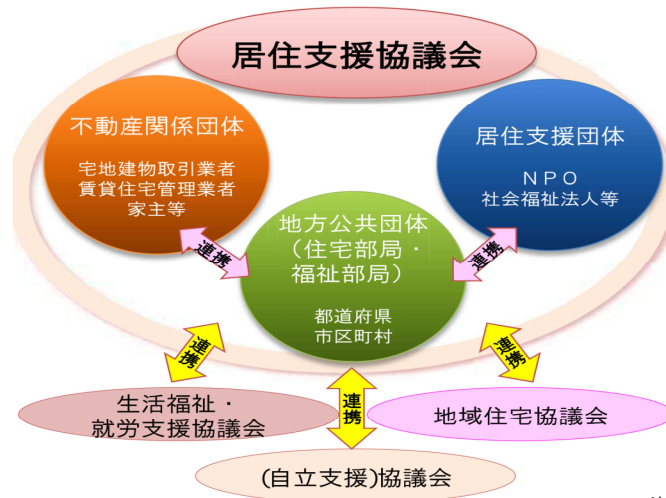 居住支援協議会
不動産関係団体
宅地建物取引業者
賃貸住宅管理業者
家主等
居住支援団体
ＮＰＯ
社会福祉法人等
地方公共団体
（住宅部局・
福祉部局）
都道府県
市区町村
連携
連携
連携
連携
連携
生活福祉・
就労支援協議会
地域住宅協議会
(自立支援)協議会